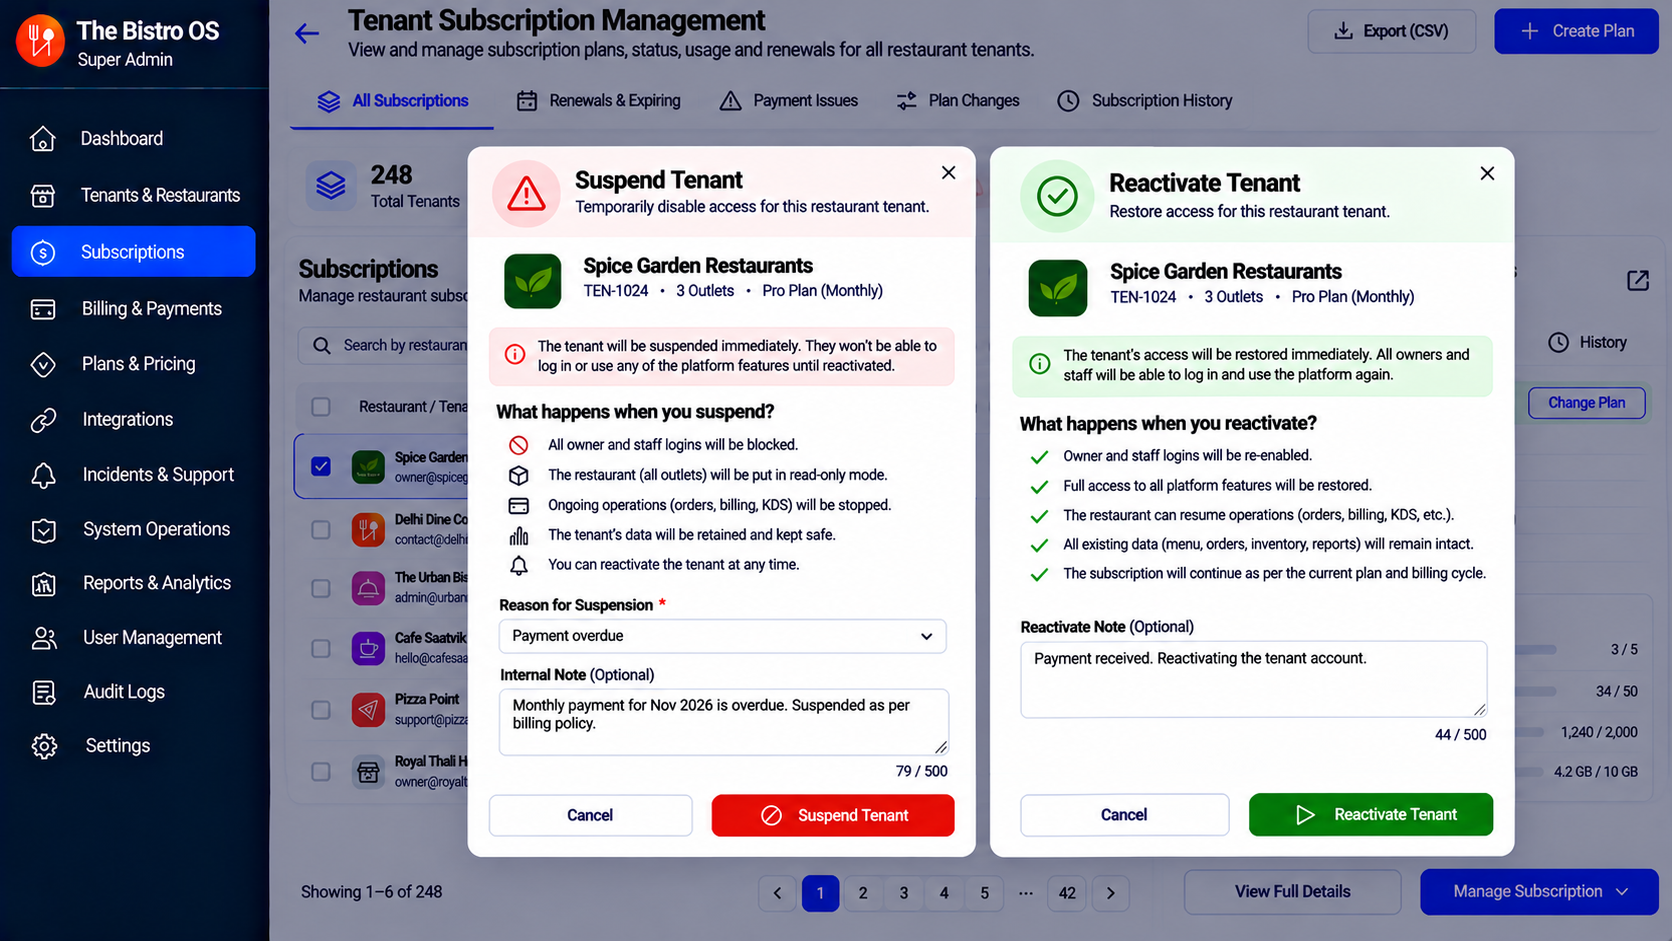 The Bistro OS
Super Admin
Dashboard
Tenants & Restaurants
Subscriptions
Billing & Payments
Plans & Pricing
Integrations
Incidents & Support
System Operations
Reports & Analytics
User Management
Audit Logs
Settings
Tenant Subscription Management
View and manage subscription plans, status, usage and renewals for all restaurant tenants.
Export (CSV)
Create Plan
All Subscriptions
Renewals & Expiring
Payment Issues
Plan Changes
Subscription History
248
Total Tenants
Subscriptions
Manage restaurant subsc
Search by restauran
Restaurant / Tena
Spice Garden
owner@spiceg
Delhi Dine Co
contact@delhi
The Urban Bis
admin@urban
Cafe Saatvik
hello@cafesaa
Pizza Point
support@pizza
Royal Thali H
owner@royalt
Showing 1–6 of 248
Suspend Tenant
Temporarily disable access for this restaurant tenant.
Spice Garden Restaurants
TEN-1024 • 3 Outlets • Pro Plan (Monthly)
The tenant will be suspended immediately. They won't be able to
log in or use any of the platform features until reactivated.
What happens when you suspend?
All owner and staff logins will be blocked.
The restaurant (all outlets) will be put in read-only mode.
Ongoing operations (orders, billing, KDS) will be stopped.
The tenant's data will be retained and kept safe.
You can reactivate the tenant at any time.
Reason for Suspension *
Payment overdue
Internal Note (Optional)
Monthly payment for Nov 2026 is overdue. Suspended as per
billing policy.
79 / 500
Cancel
Suspend Tenant
Reactivate Tenant
Restore access for this restaurant tenant.
Spice Garden Restaurants
TEN-1024 • 3 Outlets • Pro Plan (Monthly)
The tenant's access will be restored immediately. All owners and
staff will be able to log in and use the platform again.
What happens when you reactivate?
Owner and staff logins will be re-enabled.
Full access to all platform features will be restored.
The restaurant can resume operations (orders, billing, KDS, etc.).
All existing data (menu, orders, inventory, reports) will remain intact.
The subscription will continue as per the current plan and billing cycle.
Reactivate Note (Optional)
Payment received. Reactivating the tenant account.
44 / 500
Cancel
Reactivate Tenant
History
Change Plan
3 / 5
34 / 50
1,240 / 2,000
4.2 GB / 10 GB
1 2 3 4 5 ... 42
View Full Details
Manage Subscription